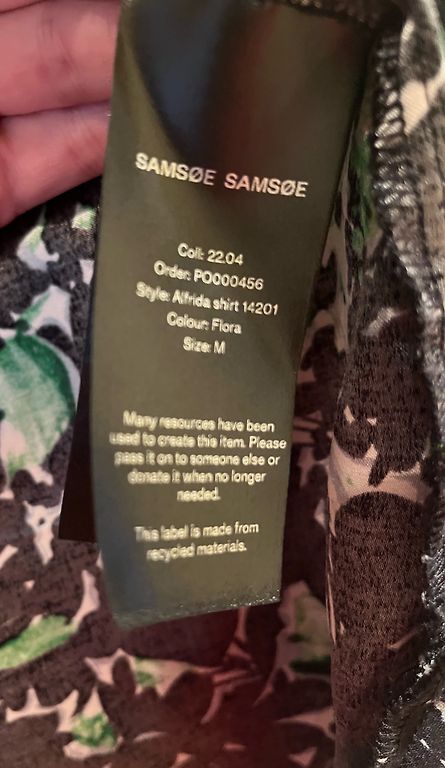 SAMSØE SAMSØE
Coll: 22.04
Order: PO000456
Style: Alfrida shirt 14201
Colour: Flora
Size: M
Many resources have been
used to create this item. Please
pass it on to someone else or
donate it when no longer
needed.
This label is made from
recycled materials.